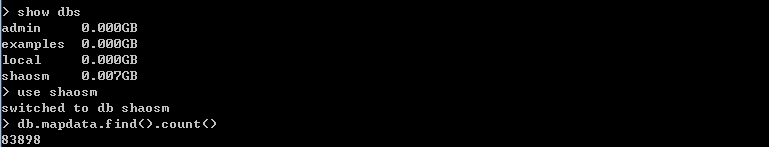 > show dbs
admin     0.000GB
examples  0.000GB
local     0.000GB
shaosm    0.007GB
> use shaosm
switched to db shaosm
> db.mapdata.find().count()
83898